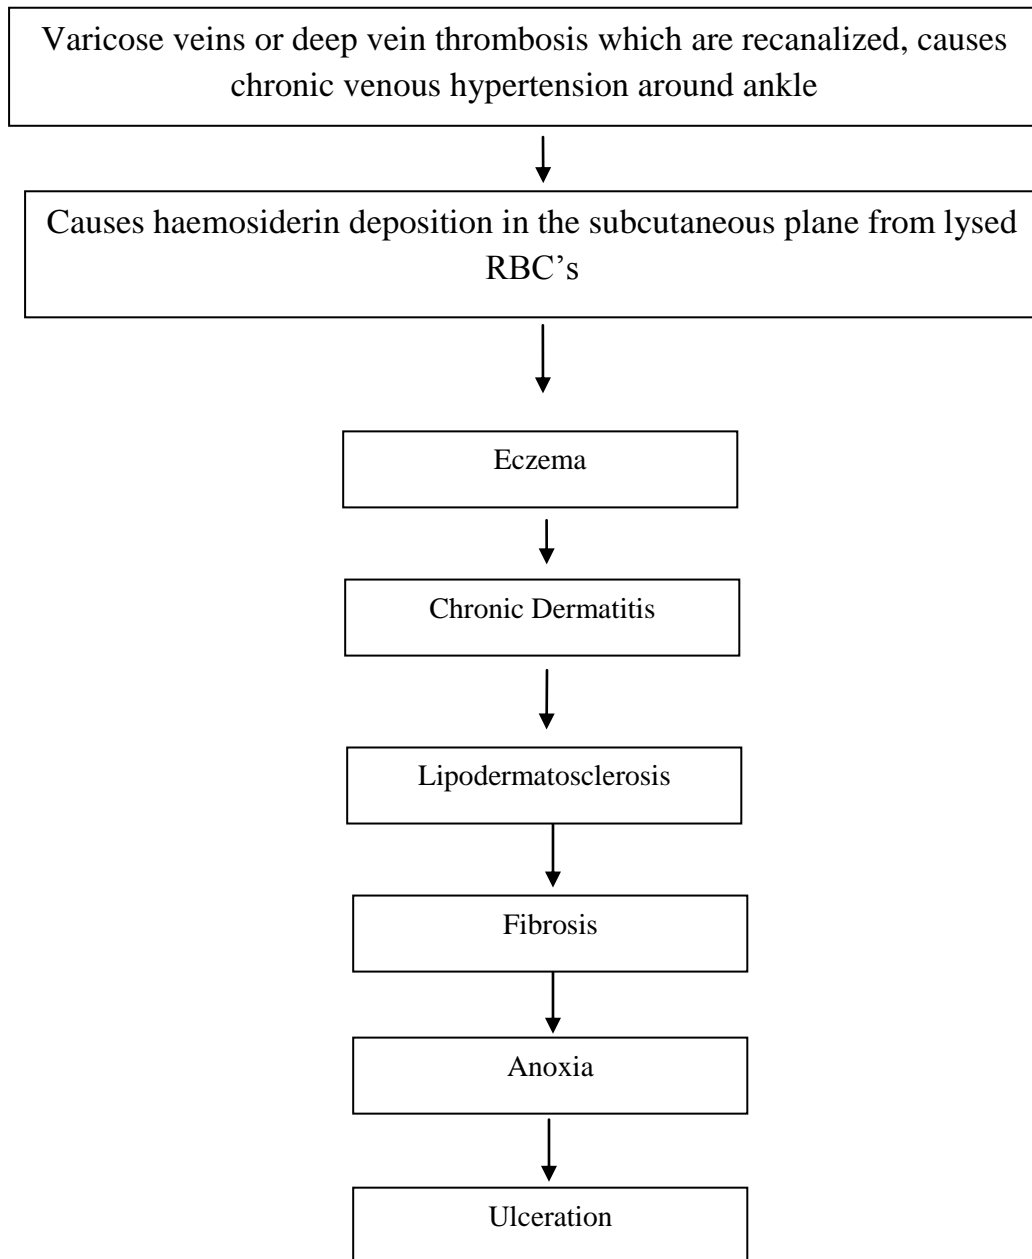 Varicose veins or deep vein thrombosis which are recanalized, causes
chronic venous hypertension around ankle
Causes haemosiderin deposition in the subcutaneous plane from lysed
RBC’s
Eczema
Chronic Dermatitis
Lipodermatosclerosis
Fibrosis
Anoxia
Ulceration